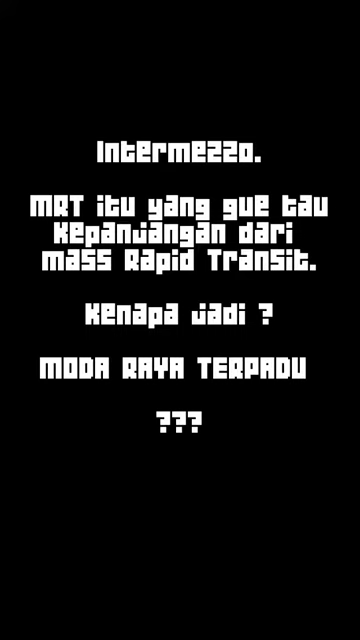 Intermezzo.
MRT itu yang gue tau
kepanjangan dari
mass Rapid Transit.
Kenapa jadi ?
MODA RAYA TERPADU
???